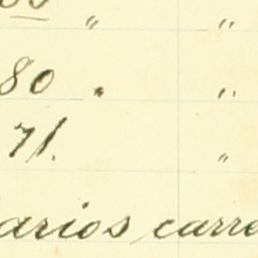 80 " "
71. "
arios carre